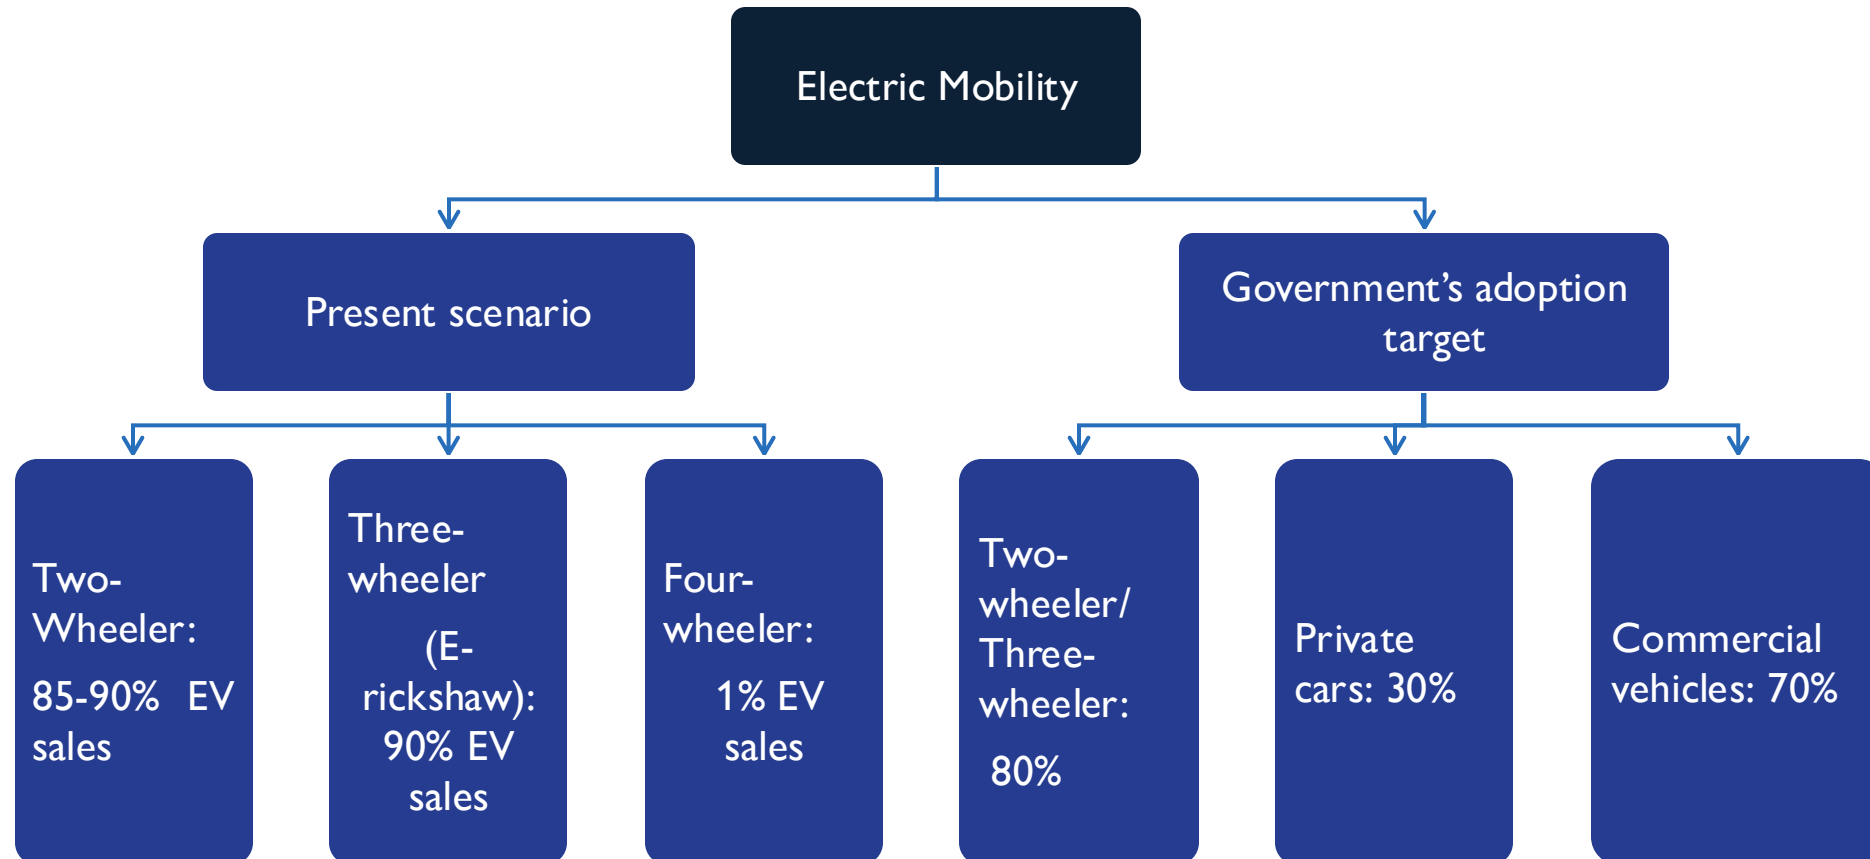 Electric Mobility
Present scenario
Government’s adoption
target
Two-
Wheeler:
85-90% EV
sales
Three-
wheeler
(E-
rickshaw):
90% EV
sales
Four-
wheeler:
1% EV
sales
Two-
wheeler/
Three-
wheeler:
80%
Private
cars: 30%
Commercial
vehicles: 70%